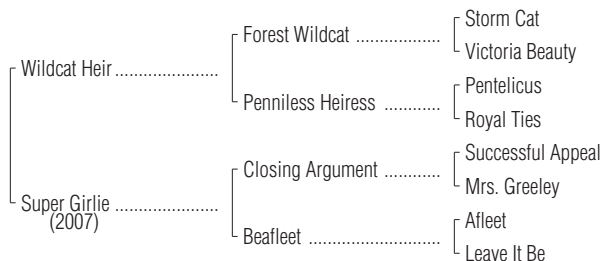 Storm Cat
Forest Wildcat ..................
Victoria Beauty
Wildcat Heir ......................
Pentelicus
Penniless Heiress ............
Royal Ties
Successful Appeal
Closing Argument ............
Mrs. Greeley
Super Girlie ......................
(2007)
Afleet
Beafleet ............................
Leave It Be